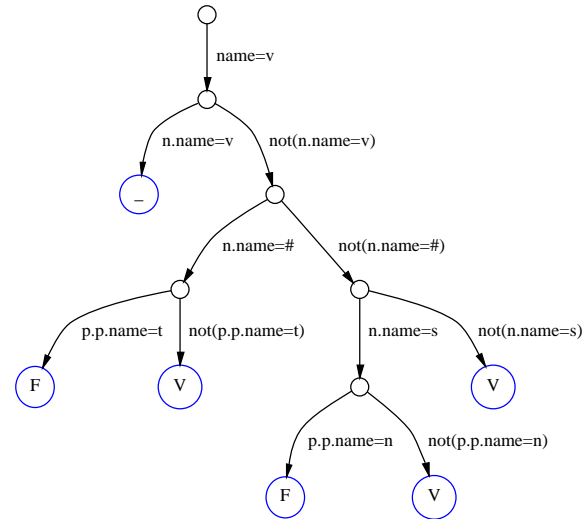 name=v
n.name=v
not(n.name=v)
_
n.name=#
not(n.name=#)
p.p.name=t
not(p.p.name=t)
n.name=s
not(n.name=s)
F
V
V
p.p.name=n
not(p.p.name=n)
F
V